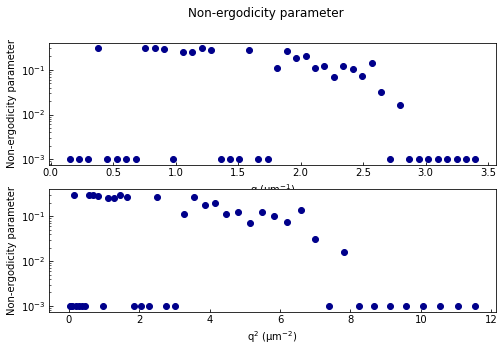 Non-ergodicity parameter
Non-ergodicity parameter
10⁻¹
10⁻²
10⁻³
0.0 0.5 1.0 1.5 2.0 2.5 3.0 3.5
q (μm⁻¹)
Non-ergodicity parameter
10⁻¹
10⁻²
10⁻³
0 2 4 6 8 10 12
q² (μm⁻²)